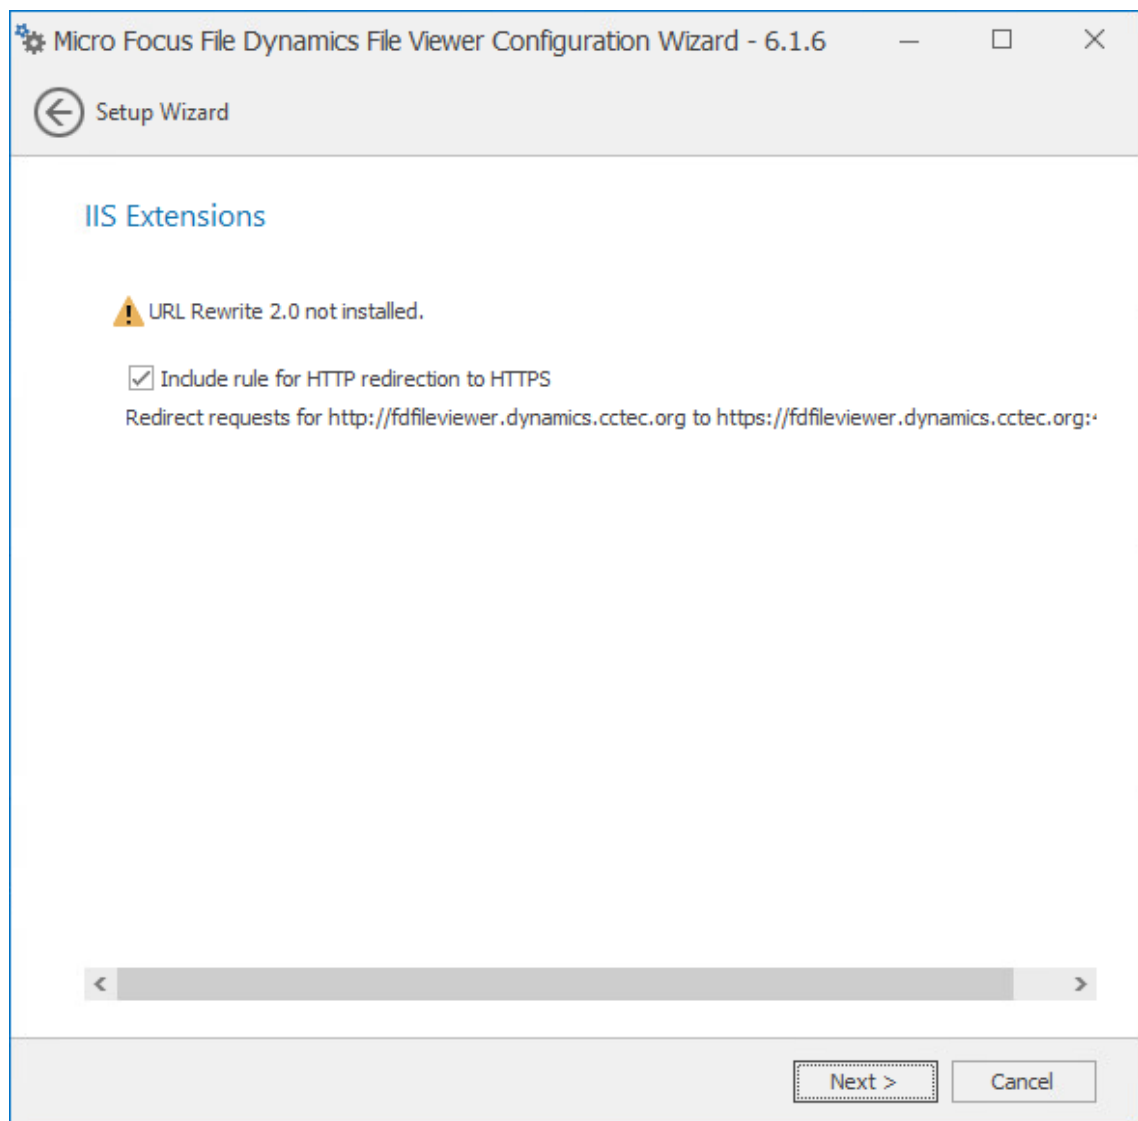 Micro Focus File Dynamics File Viewer Configuration Wizard - 6.1.6
Setup Wizard
IIS Extensions
URL Rewrite 2.0 not installed.
Include rule for HTTP redirection to HTTPS
Redirect requests for http://fdfileviewer.dynamics.cctec.org to https://fdfileviewer.dynamics.cctec.org:
Next >
Cancel